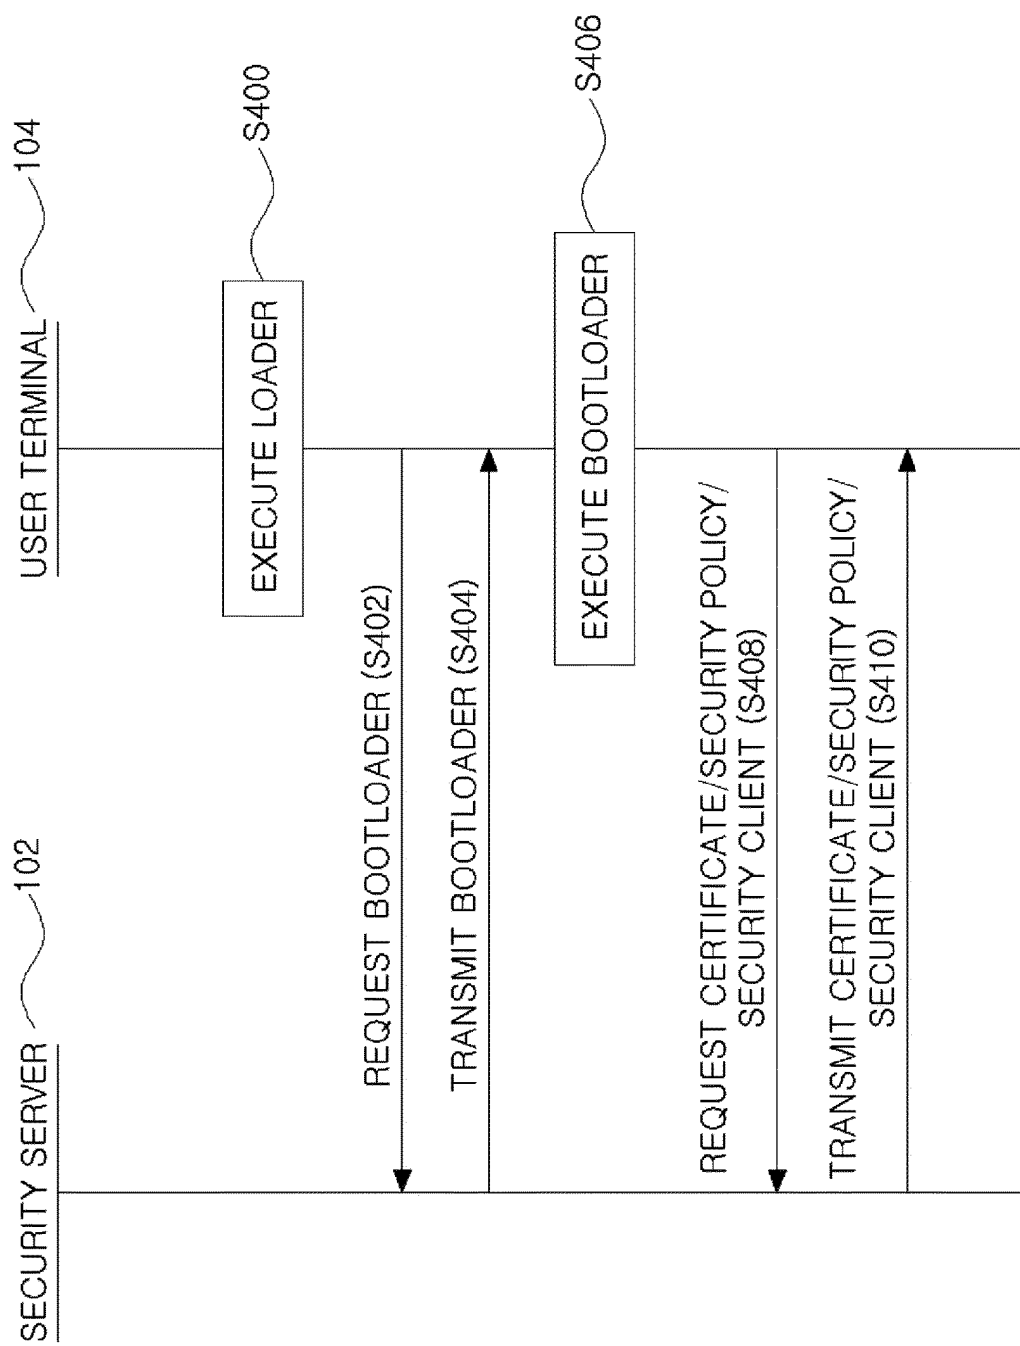 SECURITY SERVER
102
USER TERMINAL
104
EXECUTE LOADER
S400
REQUEST BOOTLOADER (S402)
TRANSMIT BOOTLOADER (S404)
EXECUTE BOOTLOADER
S406
REQUEST CERTIFICATE/SECURITY POLICY/
SECURITY CLIENT (S408)
TRANSMIT CERTIFICATE/SECURITY POLICY/
SECURITY CLIENT (S410)